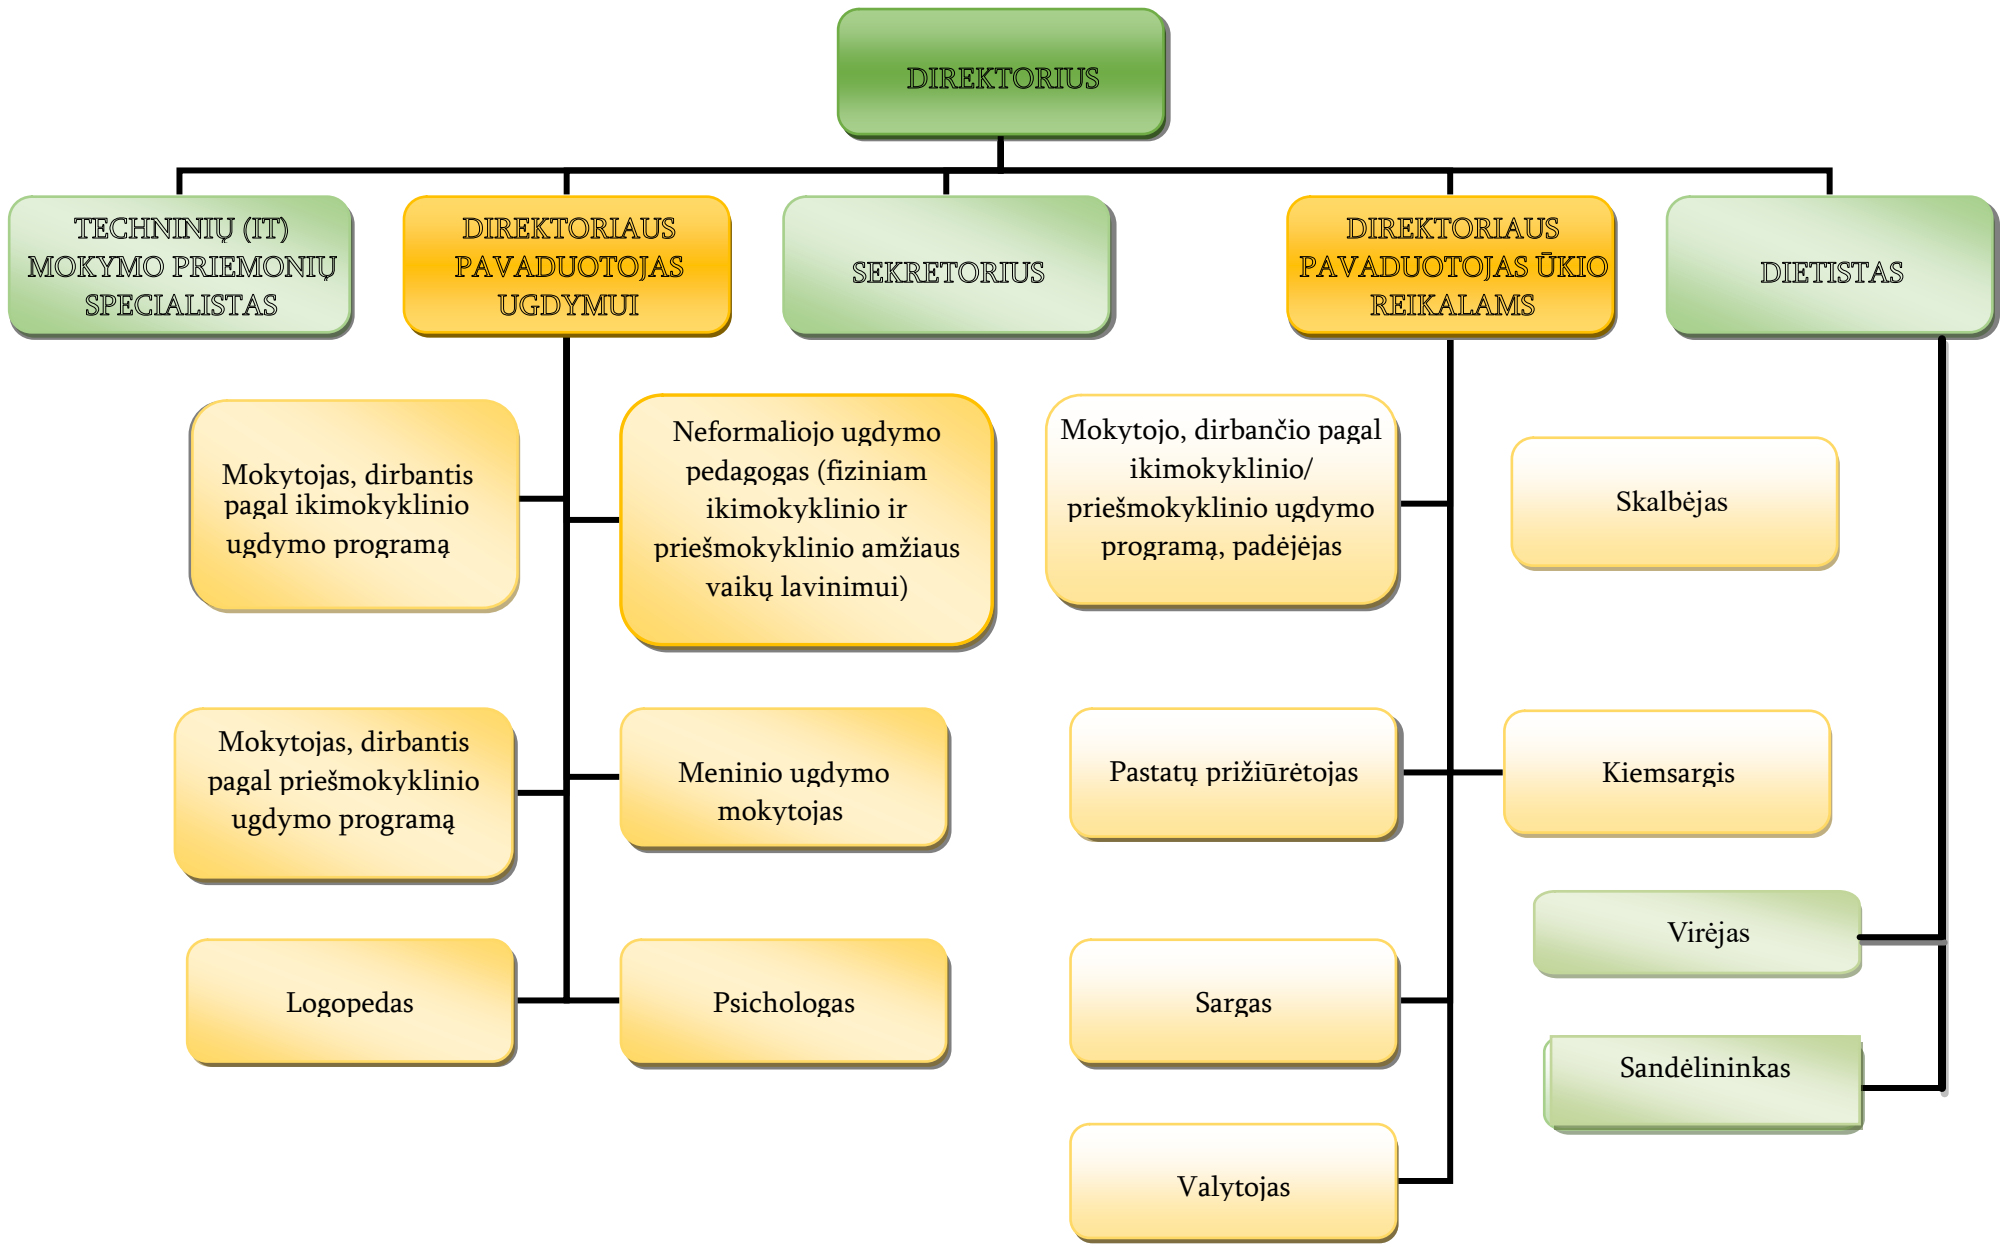 DIREKTORIUS
TECHNINIŲ (IT)
MOKYMO PRIEMONIŲ
SPECIALISTAS
DIREKTORIAUS
PAVADUOTOJAS
UGDYMUI
SEKRETORIUS
DIREKTORIAUS
PAVADUOTOJAS ŪKIO
REIKALAMS
DIETISTAS
Mokytojas, dirbantis
pagal ikimokyklinio
ugdymo programą
Neformaliojo ugdymo
pedagogas (fiziniam
ikimokyklinio ir
priešmokyklinio amžiaus
vaikų lavinimui)
Mokytojo, dirbančio pagal
ikimokyklinio/
priešmokyklinio ugdymo
programą, padėjėjas
Skalbėjas
Mokytojas, dirbantis
pagal priešmokyklinio
ugdymo programą
Meninio ugdymo
mokytojas
Pastatų prižiūrėtojas
Kiemsargis
Virėjas
Logopedas
Psichologas
Sargas
Sandėlininkas
Valytojas